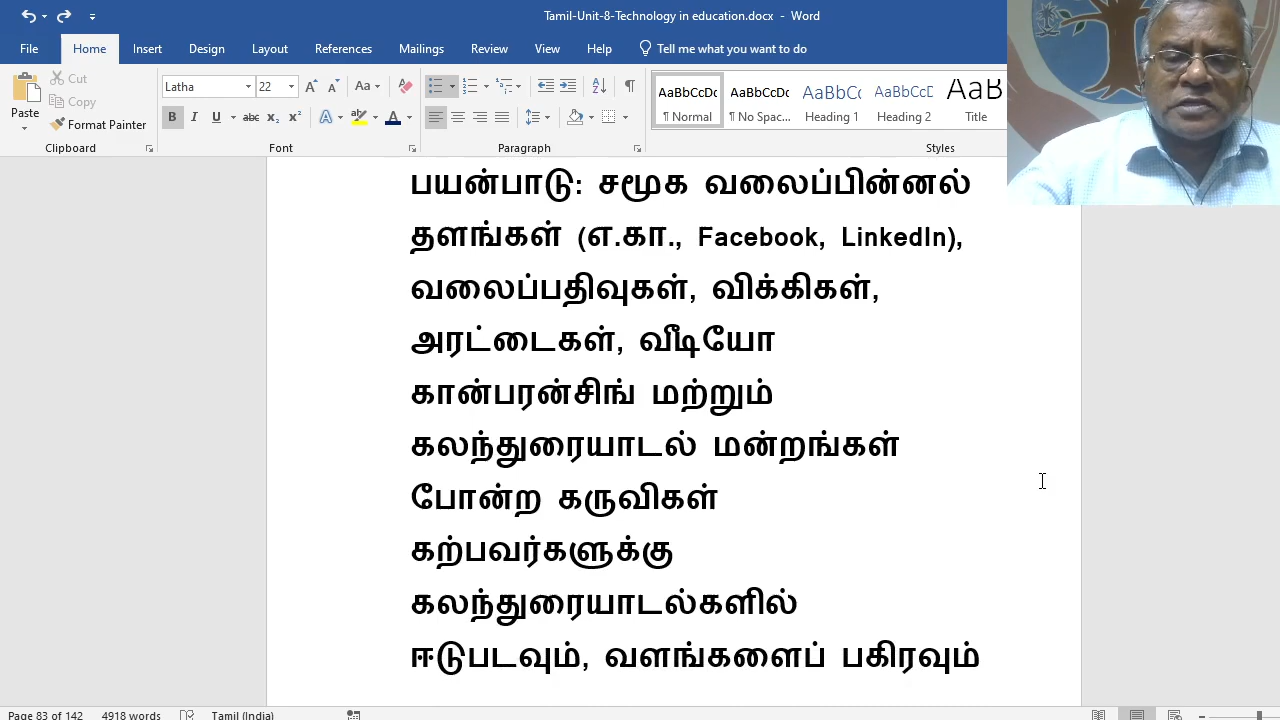 Tamil-Unit-8-Technology in education.docx - Word
File Home Insert Design Layout References Mailings Review View Help Tell me what you want to do
Cut
Copy
Paste
Format Painter
Latha 22
AaBbCcDc AaBbCcDc AaBbCc AaBbCcD AaB
¶ Normal ¶ No Spac... Heading 1 Heading 2 Title
Clipboard Font Paragraph Styles
பயன்பாடு: சமூக வலைப்பின்னல்
தளங்கள் (எ.கா., Facebook, LinkedIn),
வலைப்பதிவுகள், விக்கிகள்,
அரட்டைகள், வீடியோ
கான்பரன்சிங் மற்றும்
கலந்துரையாடல் மன்றங்கள்
போன்ற கருவிகள்
கற்பவர்களுக்கு
கலந்துரையாடல்களில்
ஈடுபடவும், வளங்களைப் பகிரவும்
Page 83 of 142 4918 words Tamil (India)